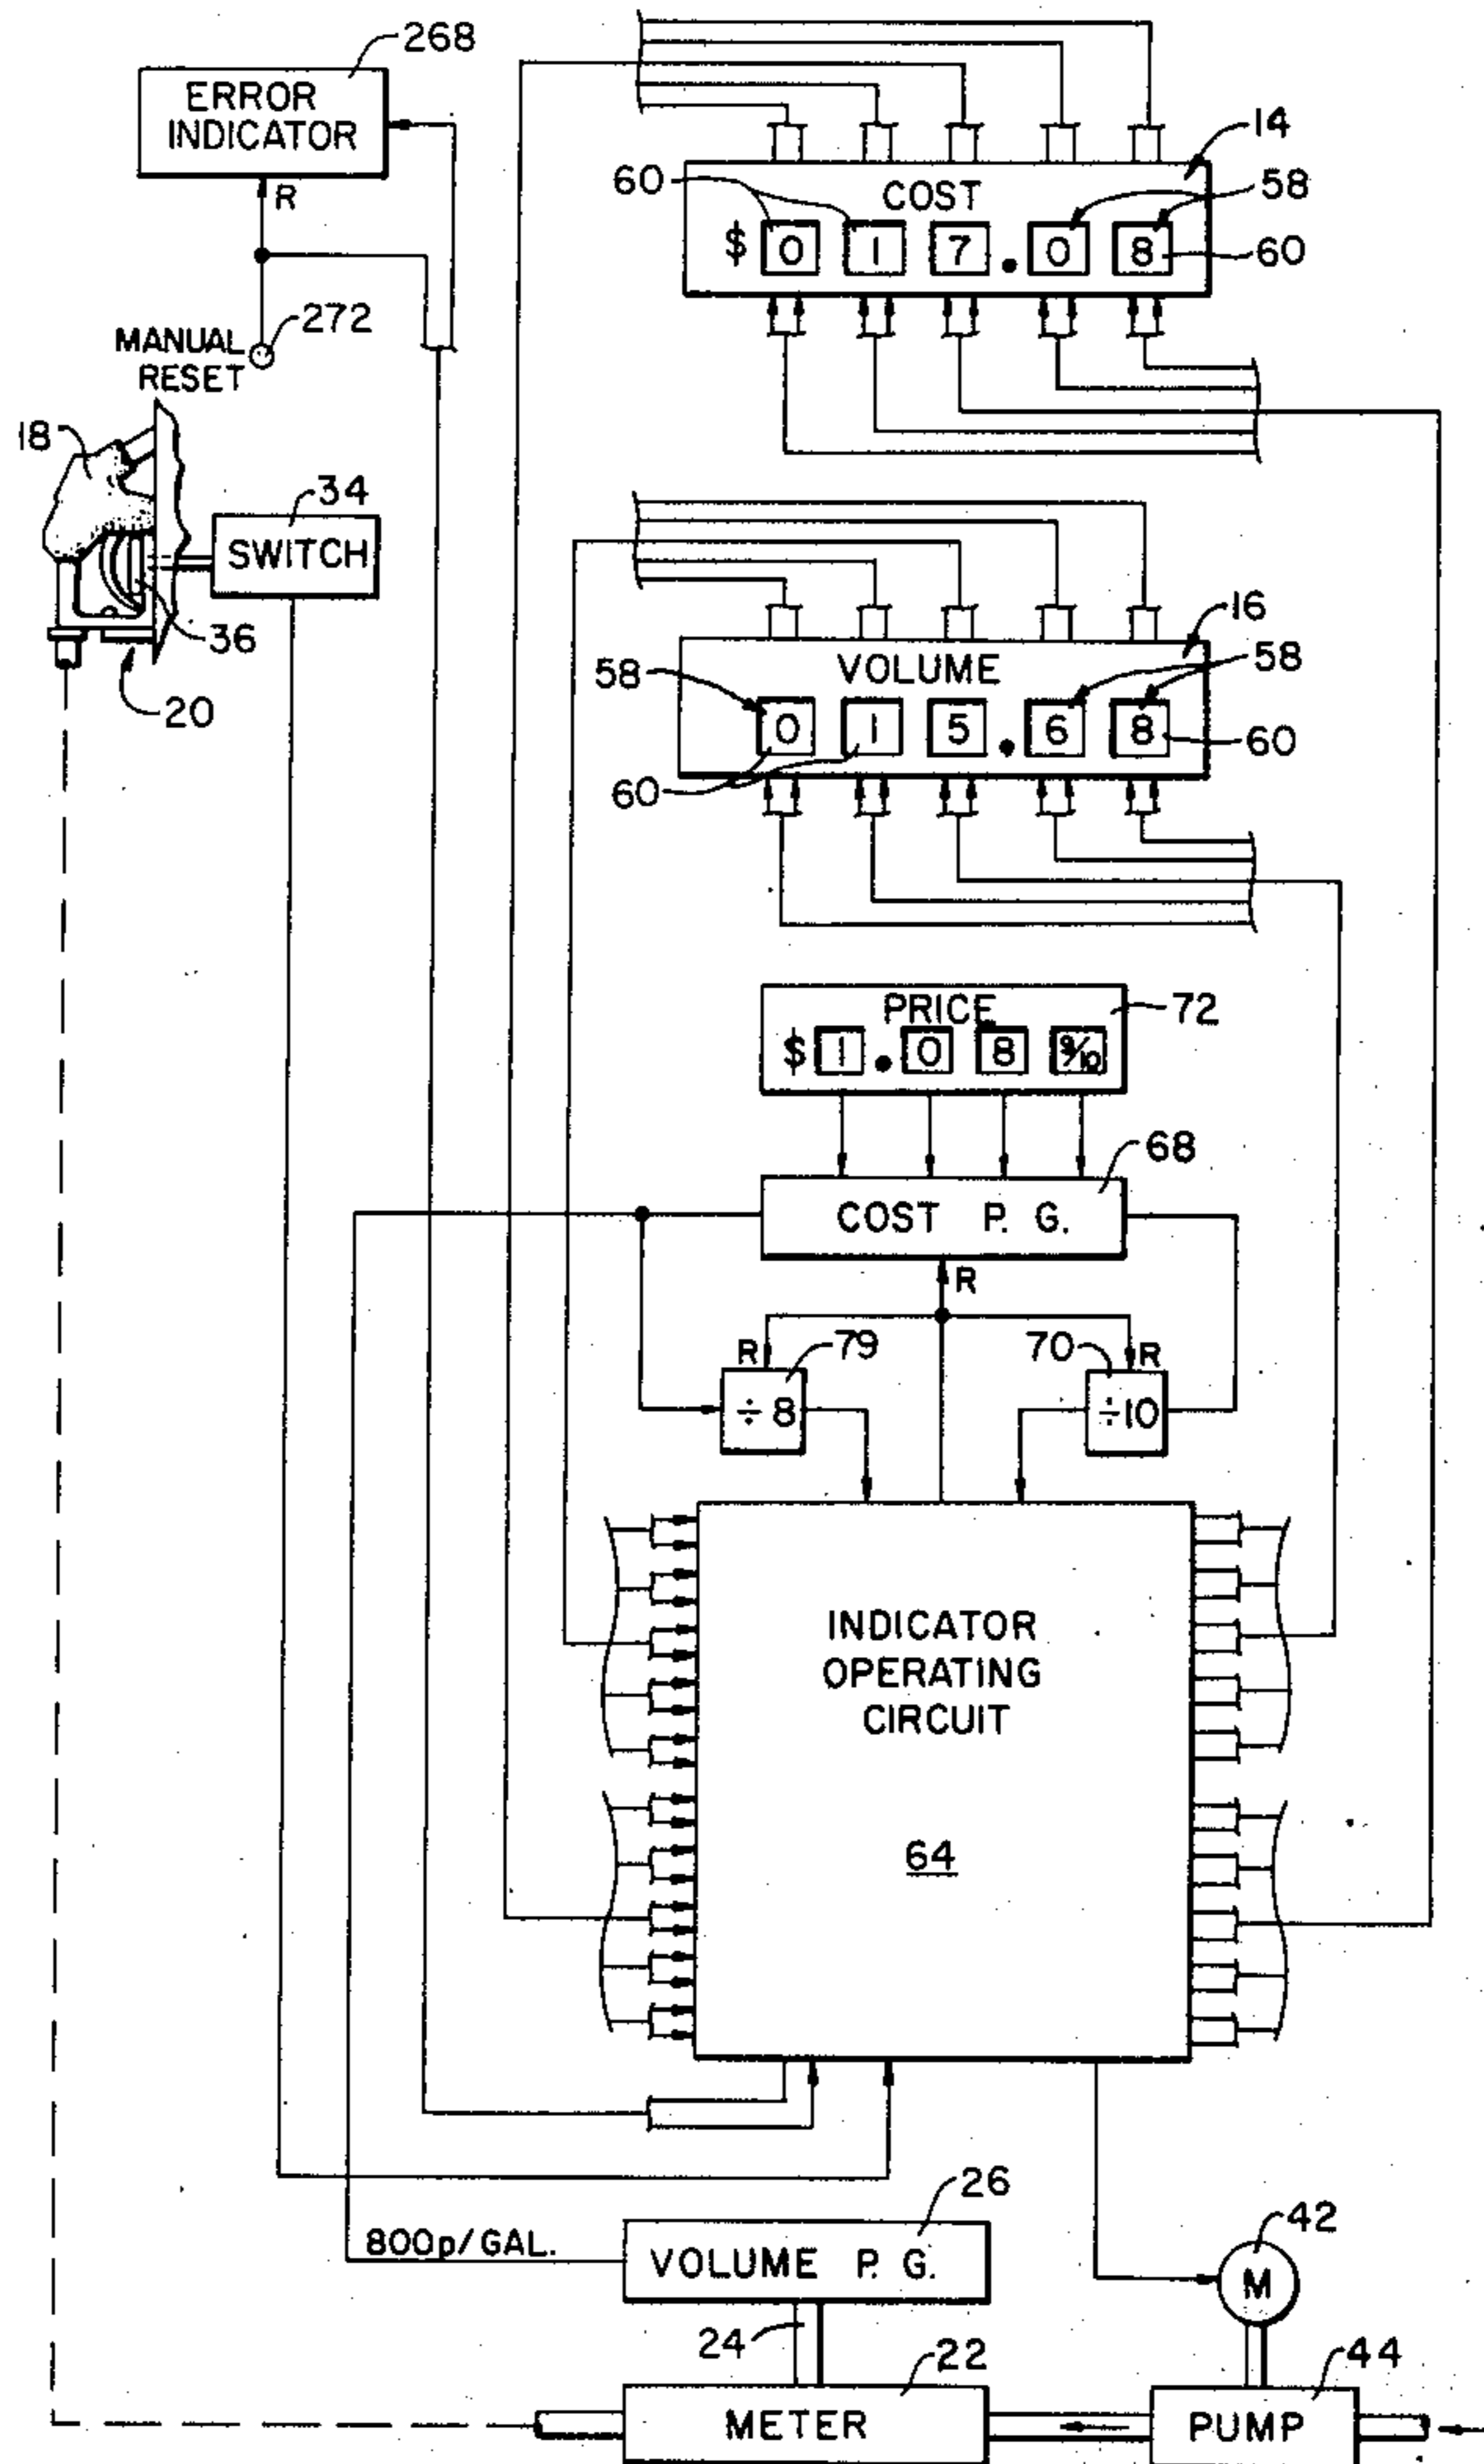 268
ERROR
INDICATOR
R
272
MANUAL
RESET
18
34
SWITCH
36
20
14
COST
60
58
$ 0 1 7 . 0 8
60
16
VOLUME
58
58
0 1 5 . 6 8
60
60
PRICE
72
$ 1 . 0 8 9/10
68
COST P. G.
R
R
79
70
R
÷ 8
÷10
INDICATOR
OPERATING
CIRCUIT
64
26
800p/GAL.
VOLUME P. G.
42
M
24
22
44
METER
PUMP